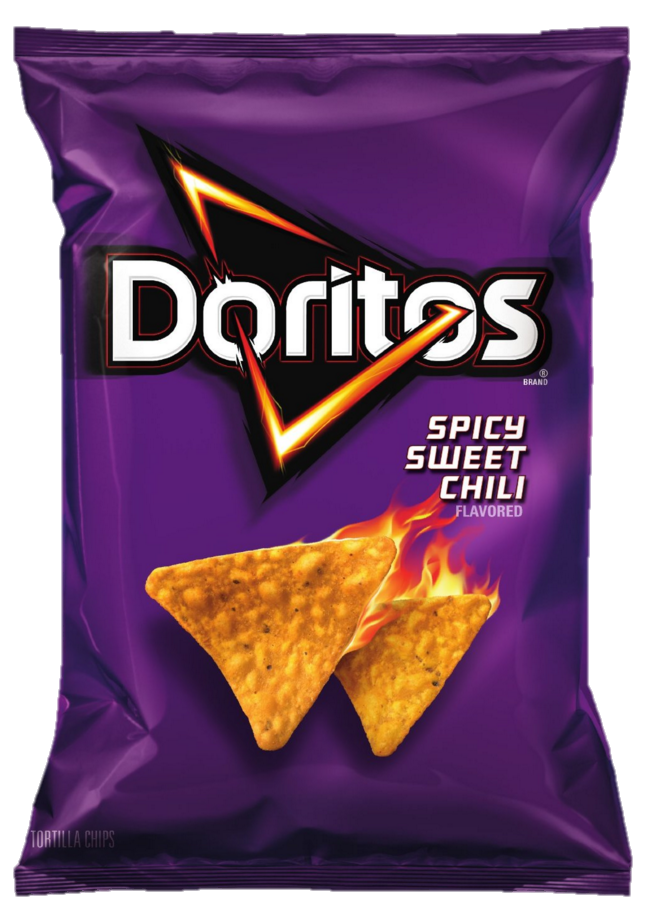 Doritos
®
BRAND
SPICY
SWEET
CHILI
FLAVORED
TORTILLA CHIPS